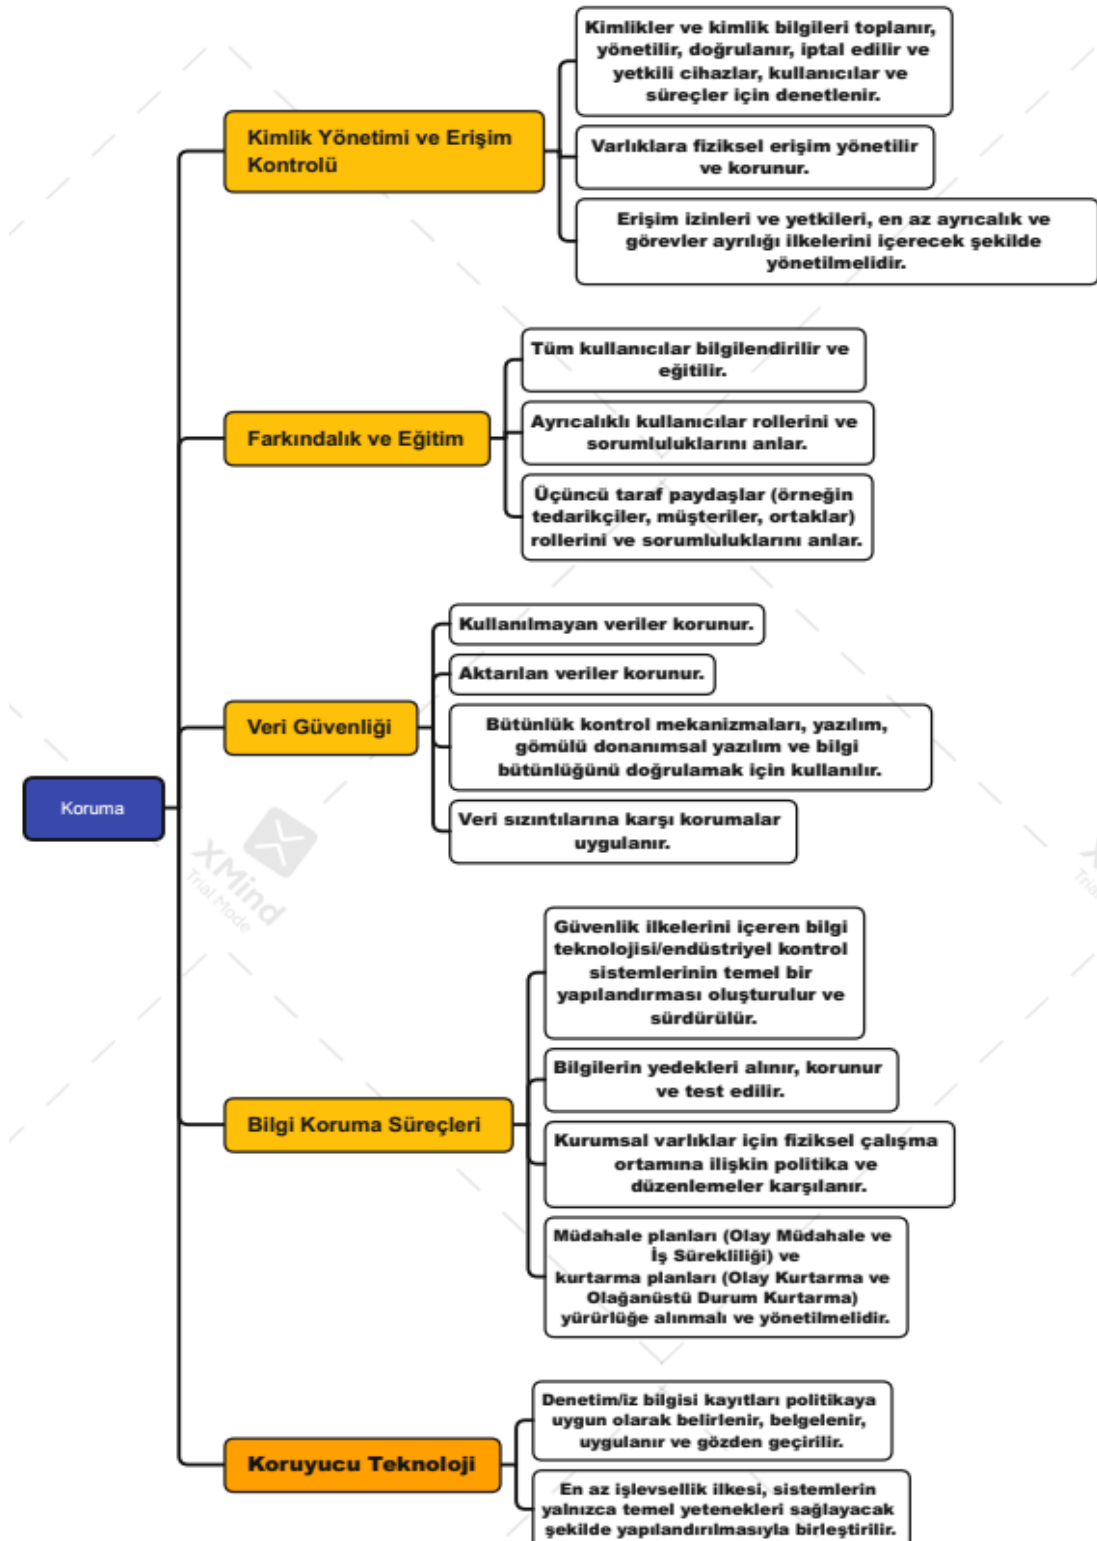 Koruma
Kimlik Yönetimi ve Erişim
Kontrolü
Kimlikler ve kimlik bilgileri toplanır,
yönetilir, doğrulanır, iptal edilir ve
yetkili cihazlar, kullanıcılar ve
süreçler için denetlenir.
Varlıklara fiziksel erişim yönetilir
ve korunur.
Erişim izinleri ve yetkileri, en az ayrıcalık ve
görevler ayrılığı ilkelerini içerecek şekilde
yönetilmelidir.
Farkındalık ve Eğitim
Tüm kullanıcılar bilgilendirilir ve
eğitilir.
Ayrıcalıklı kullanıcılar rollerini ve
sorumluluklarını anlar.
Üçüncü taraf paydaşlar (örneğin
tedarikçiler, müşteriler, ortaklar)
rollerini ve sorumluluklarını anlar.
Veri Güvenliği
Kullanılmayan veriler korunur.
Aktarılan veriler korunur.
Bütünlük kontrol mekanizmaları, yazılım,
gömülü donanımsal yazılım ve bilgi
bütünlüğünü doğrulamak için kullanılır.
Veri sızıntılarına karşı korumalar
uygulanır.
Bilgi Koruma Süreçleri
Güvenlik ilkelerini içeren bilgi
teknolojisi/endüstriyel kontrol
sistemlerinin temel bir
yapılandırması oluşturulur ve
sürdürülür.
Bilgilerin yedekleri alınır, korunur
ve test edilir.
Kurumsal varlıklar için fiziksel çalışma
ortamına ilişkin politika ve
düzenlemeler karşılanır.
Müdahale planları (Olay Müdahale ve
İş Sürekliliği) ve
kurtarma planları (Olay Kurtarma ve
Olağanüstü Durum Kurtarma)
yürürlüğe alınmalı ve yönetilmelidir.
Koruyucu Teknoloji
Denetim/iz bilgisi kayıtları politikaya
uygun olarak belirlenir, belgelenir,
uygulanır ve gözden geçirilir.
En az işlevsellik ilkesi, sistemlerin
yalnızca temel yetenekleri sağlayacak
şekilde yapılandırılmasıyla birleştirilir.
XMind
Trial Mode